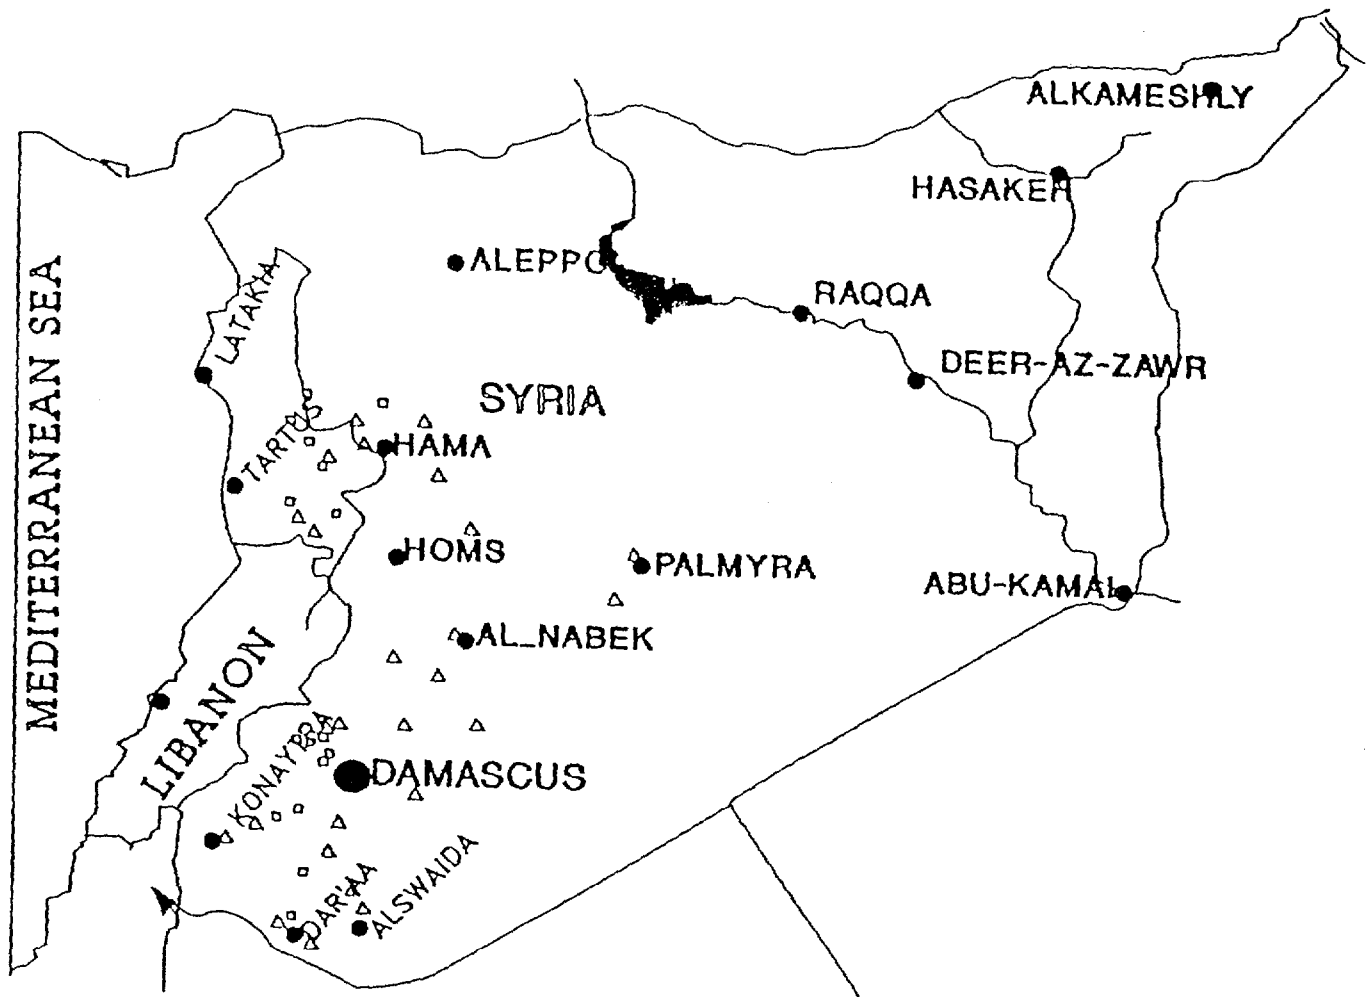 ALKAMESHLY
HASAKEH
ALEPPO
RAQQA
LATAKIA
DEER-AZ-ZAWR
SYRIA
TARTUS
HAMA
MEDITERRANEAN SEA
HOMS
PALMYRA
ABU-KAMAL
AL_NABEK
LIBANON
KONAYTRA
DAMASCUS
DAR'AA
ALSWAIDA